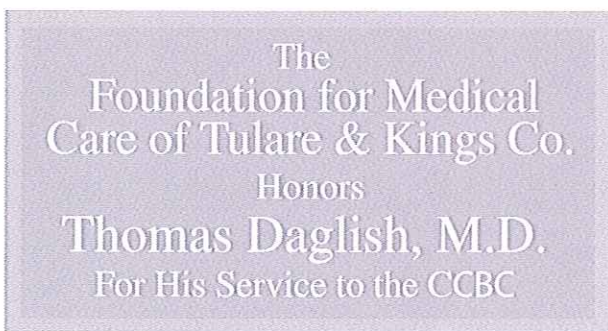 The
Foundation for Medical
Care of Tulare & Kings Co.
Honors
Thomas Daglish, M.D.
For His Service to the CCBC